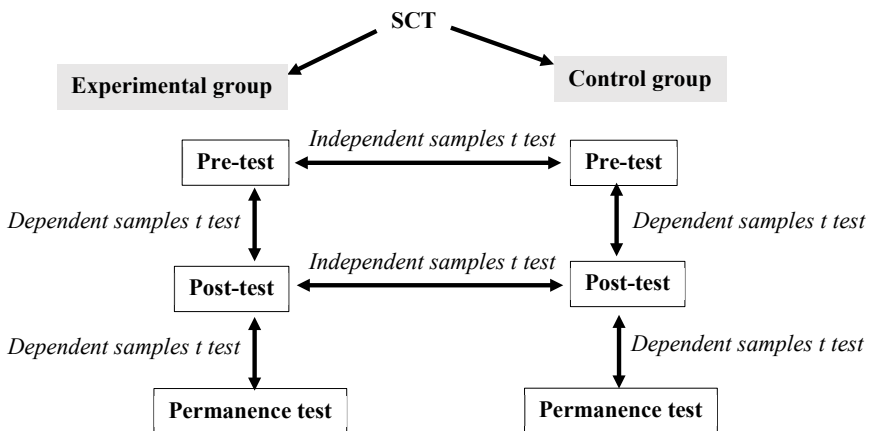 SCT
Experimental group
Control group
Independent samples t test
Pre-test
Pre-test
Dependent samples t test
Dependent samples t test
Independent samples t test
Post-test
Post-test
Dependent samples t test
Dependent samples t test
Permanence test
Permanence test